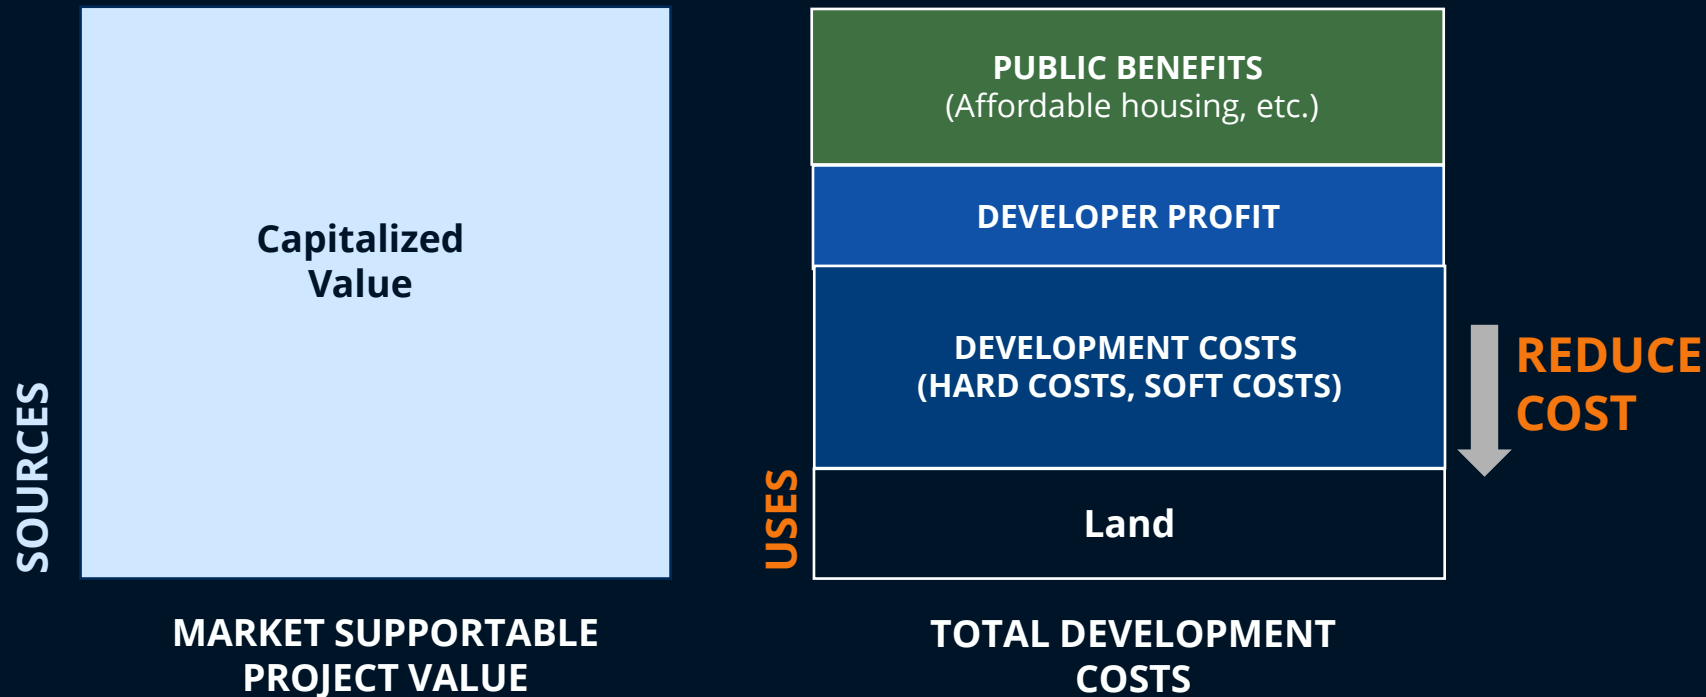 SOURCES
Capitalized
Value
MARKET SUPPORTABLE
PROJECT VALUE
USES
PUBLIC BENEFITS
(Affordable housing, etc.)
DEVELOPER PROFIT
DEVELOPMENT COSTS
(HARD COSTS, SOFT COSTS)
Land
TOTAL DEVELOPMENT
COSTS
REDUCE
COST